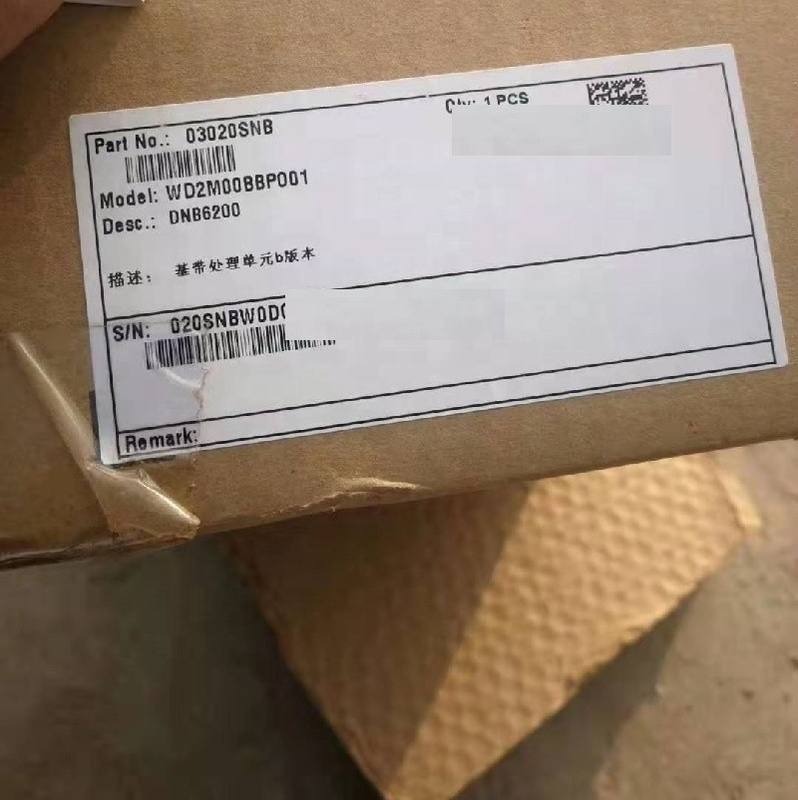 Part No.: 03020SNB
Qty: 1 PCS
Model: WD2M00BBP001
Desc.: DNB6200
描述: 基带处理单元b版本
S/N: 020SNBW0D
Remark: